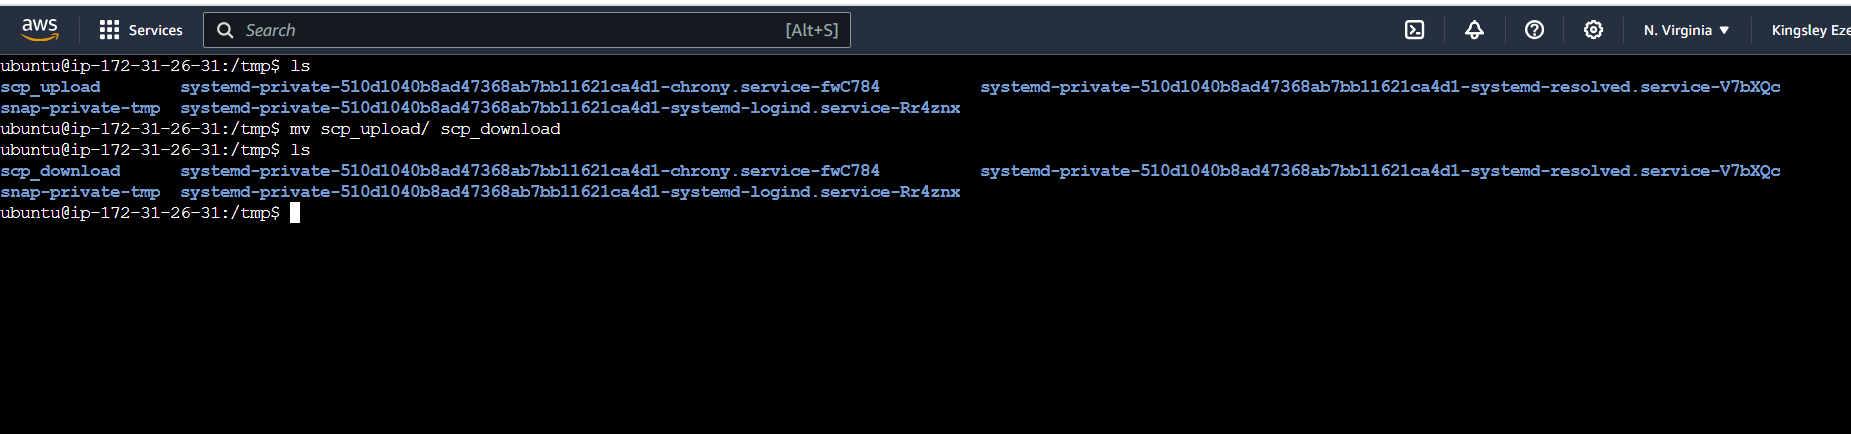 aws Services Search [Alt+S] N. Virginia Kingsley Eze
ubuntu@ip-172-31-26-31:/tmp$ ls
scp_upload systemd-private-510d1040b8ad47368ab7bb11621ca4d1-chrony.service-fwC784 systemd-private-510d1040b8ad47368ab7bb11621ca4d1-systemd-resolved.service-V7bXQc
snap-private-tmp systemd-private-510d1040b8ad47368ab7bb11621ca4d1-systemd-logind.service-Rr4znx
ubuntu@ip-172-31-26-31:/tmp$ mv scp_upload/ scp_download
ubuntu@ip-172-31-26-31:/tmp$ ls
scp_download systemd-private-510d1040b8ad47368ab7bb11621ca4d1-chrony.service-fwC784 systemd-private-510d1040b8ad47368ab7bb11621ca4d1-systemd-resolved.service-V7bXQc
snap-private-tmp systemd-private-510d1040b8ad47368ab7bb11621ca4d1-systemd-logind.service-Rr4znx
ubuntu@ip-172-31-26-31:/tmp$